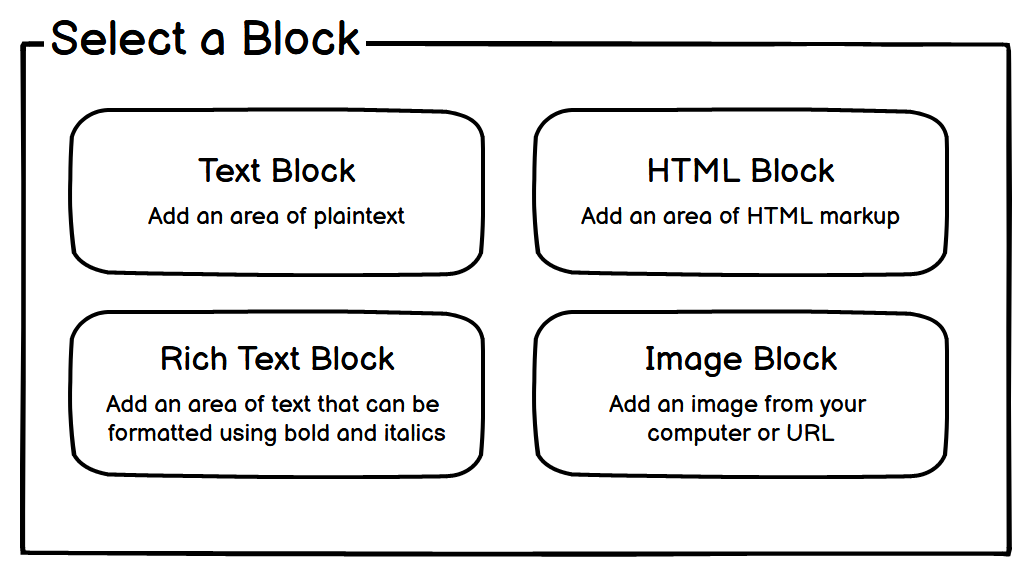 Select a Block
Text Block
Add an area of plaintext
HTML Block
Add an area of HTML markup
Rich Text Block
Add an area of text that can be
formatted using bold and italics
Image Block
Add an image from your
computer or URL